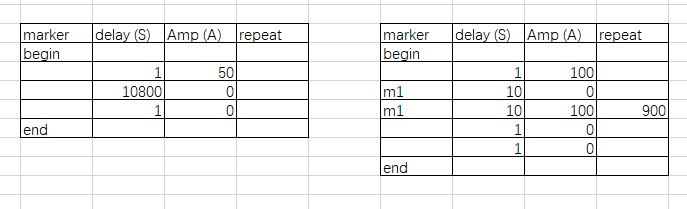 marker delay (S) Amp (A) repeat
begin
1 50
10800 0
1 0
end
marker delay (S) Amp (A) repeat
begin
1 100
m1 10 0
m1 10 100 900
1 0
1 0
end